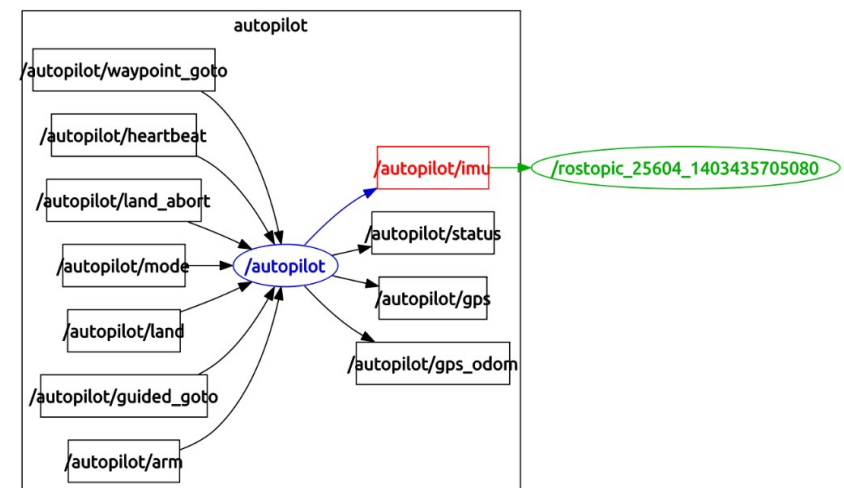 autopilot
/autopilot/waypoint_goto
/autopilot/heartbeat
/autopilot/land_abort
/autopilot/mode
/autopilot/land
/autopilot/guided_goto
/autopilot/arm
/autopilot
/autopilot/imu
/autopilot/status
/autopilot/gps
/autopilot/gps_odom
/rostopic_25604_1403435705080